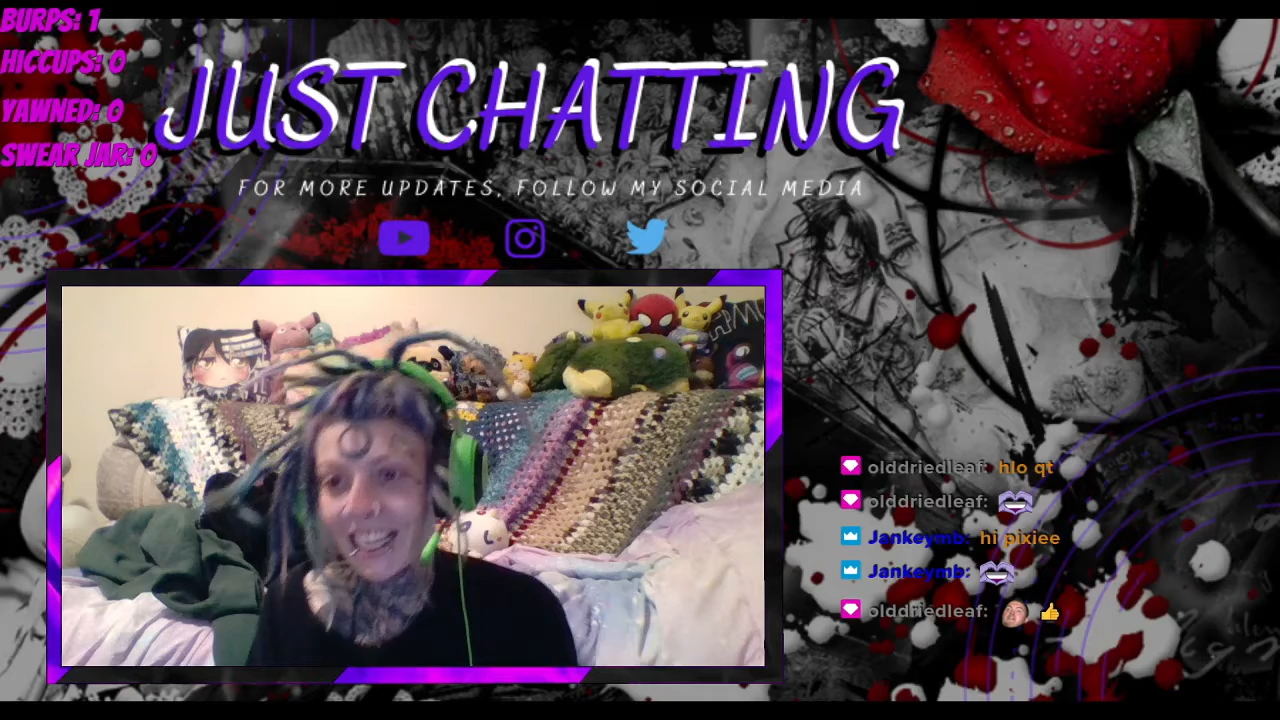 BURPS: 1
HICCUPS: 0
YAWNED: 0
SWEAR JAR: 0
JUST CHATTING
FOR MORE UPDATES, FOLLOW MY SOCIAL MEDIA
olddriedleaf: hlo qt
olddriedleaf:
Jankeymb: hi pixiee
Jankeymb:
olddriedleaf: